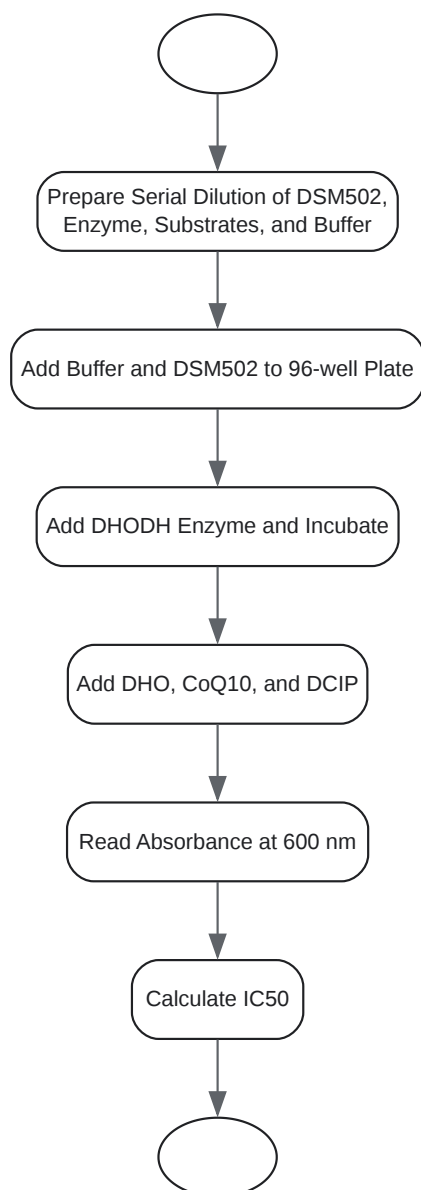 Prepare Serial Dilution of DSM502,
Enzyme, Substrates, and Buffer
Add Buffer and DSM502 to 96-well Plate
Add DHODH Enzyme and Incubate
Add DHO, CoQ10, and DCIP
Read Absorbance at 600 nm
Calculate IC50